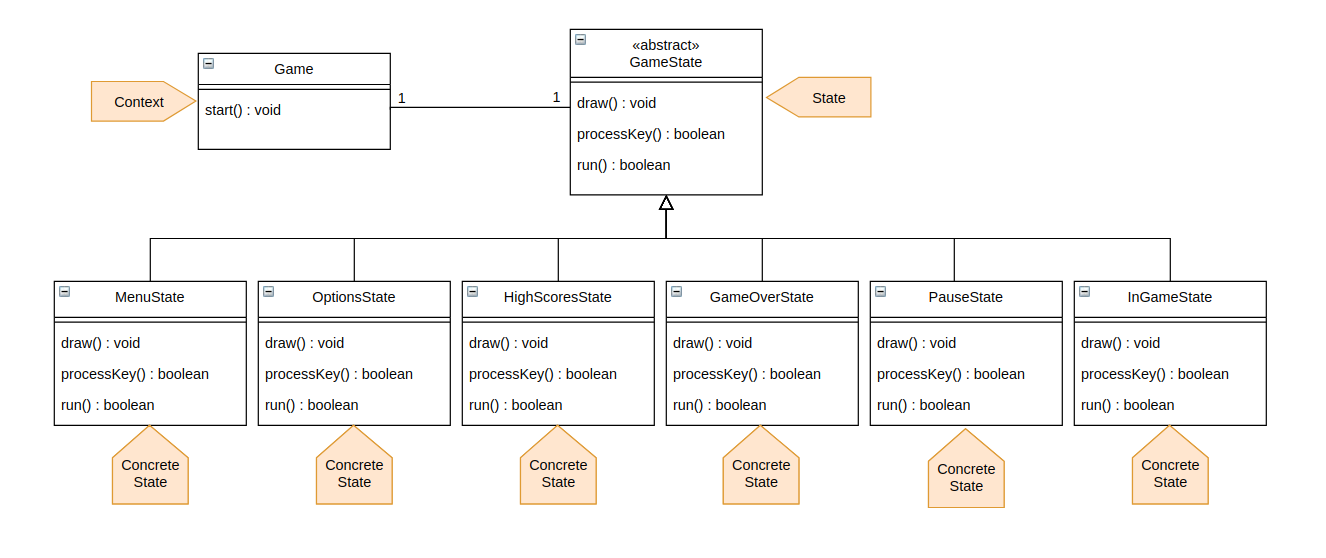 «abstract»
GameState
Game
Context
start() : void
1
1
draw() : void
processKey() : boolean
run() : boolean
State
MenuState
draw() : void
processKey() : boolean
run() : boolean
OptionsState
draw() : void
processKey() : boolean
run() : boolean
HighScoresState
draw() : void
processKey() : boolean
run() : boolean
GameOverState
draw() : void
processKey() : boolean
run() : boolean
PauseState
draw() : void
processKey() : boolean
run() : boolean
InGameState
draw() : void
processKey() : boolean
run() : boolean
Concrete
State
Concrete
State
Concrete
State
Concrete
State
Concrete
State
Concrete
State